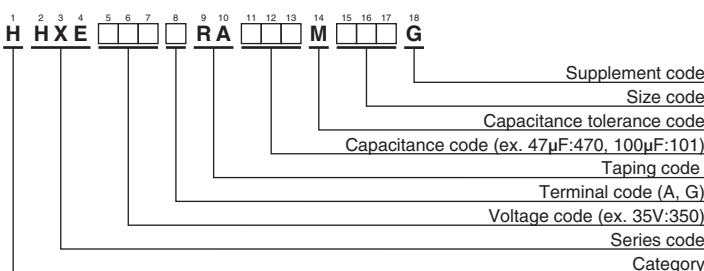 1 2 3 4 5 6 7 8 9 10 11 12 13 14 15 16 17 18
H HXE □□□ □ RA □□□ M □□□ G
Supplement code
Size code
Capacitance tolerance code
Capacitance code (ex. 47µF:470, 100µF:101)
Taping code
Terminal code (A, G)
Voltage code (ex. 35V:350)
Series code
Category